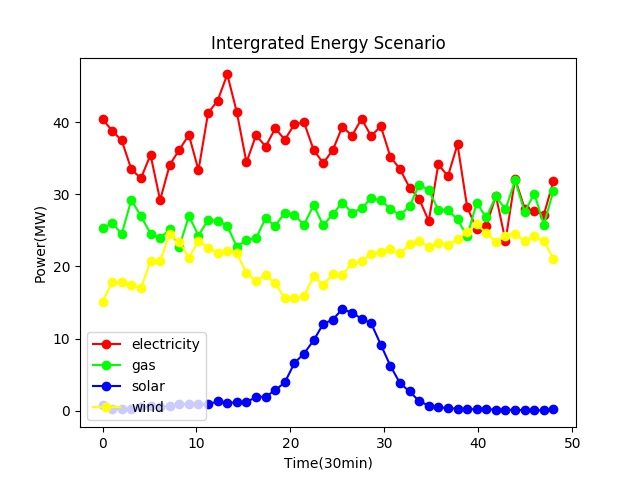 Intergrated Energy Scenario
Power(MW)
40
30
20
10
0
electricity
gas
solar
wind
0 10 20 30 40 50
Time(30min)